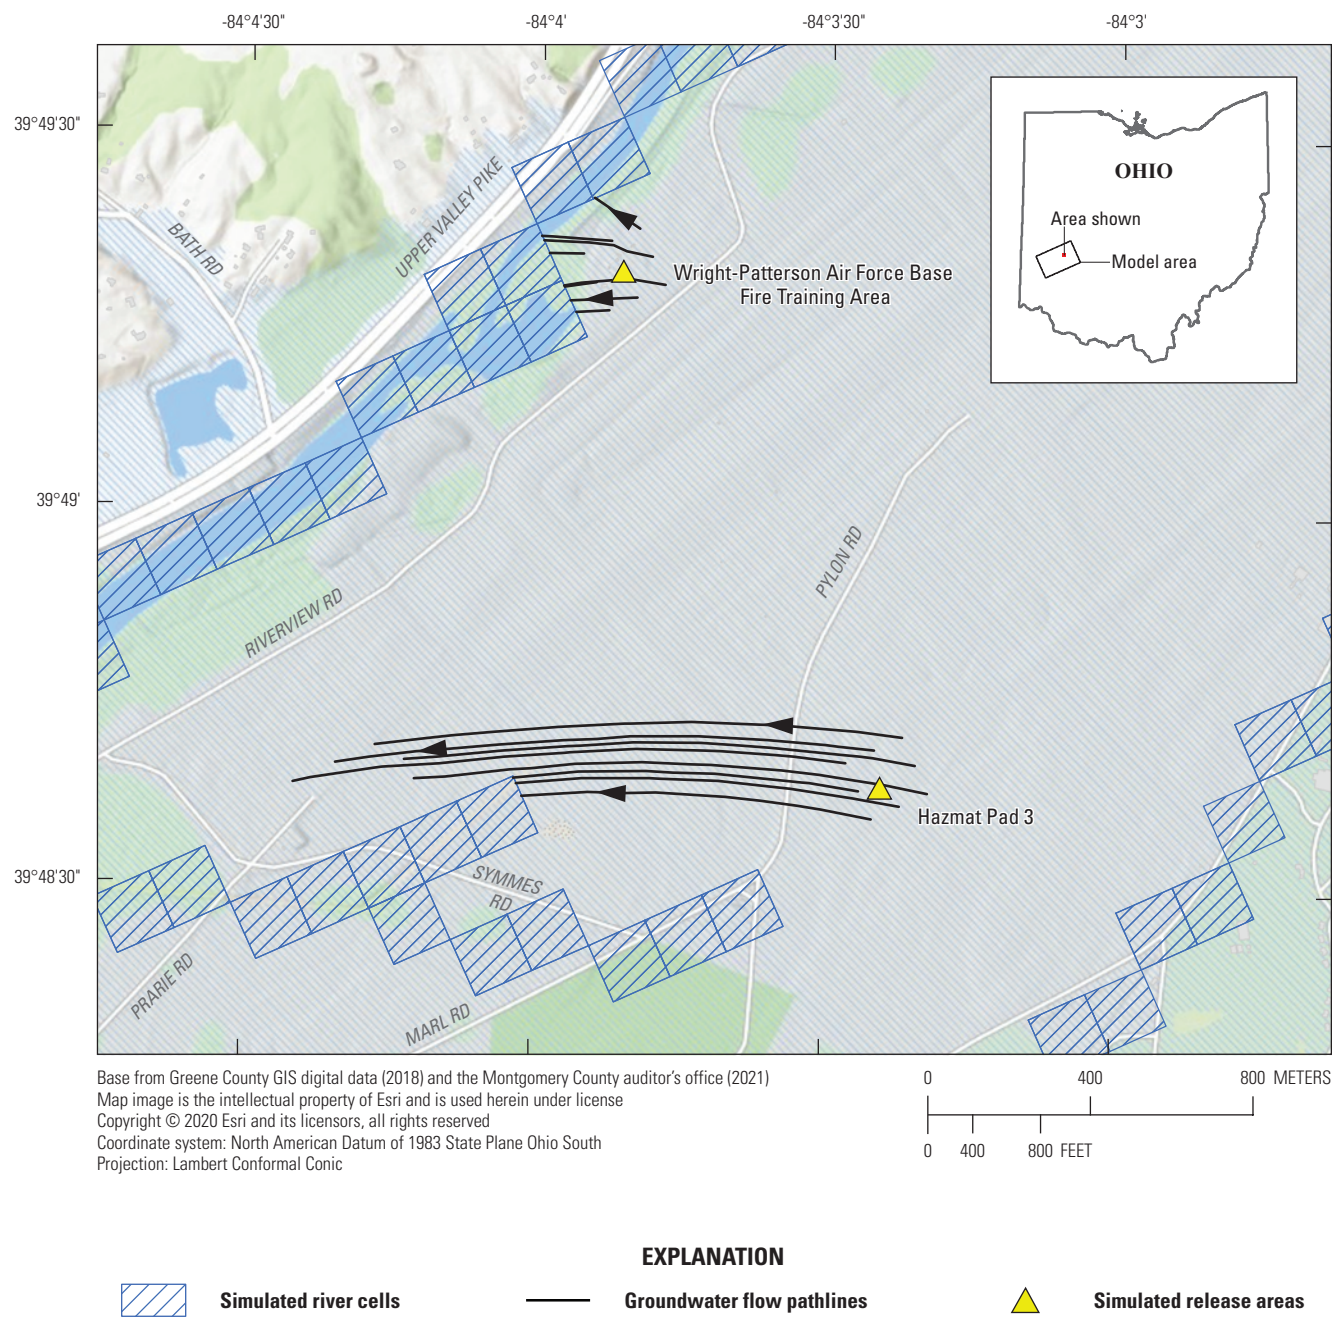 -84°4'30"
-84°4'
-84°3'30"
-84°3'
39°49'30"
39°49'
39°48'30"
BATH RD
UPPER VALLEY PIKE
Wright-Patterson Air Force Base
Fire Training Area
OHIO
Area shown
Model area
PYLON RD
RIVERVIEW RD
Hazmat Pad 3
SYMMES
RD
PRARIE RD
MARL RD
Base from Greene County GIS digital data (2018) and the Montgomery County auditor's office (2021)
Map image is the intellectual property of Esri and is used herein under license
Copyright © 2020 Esri and its licensors, all rights reserved
Coordinate system: North American Datum of 1983 State Plane Ohio South
Projection: Lambert Conformal Conic
0 400 800 METERS
0 400 800 FEET
EXPLANATION
Simulated river cells
Groundwater flow pathlines
Simulated release areas